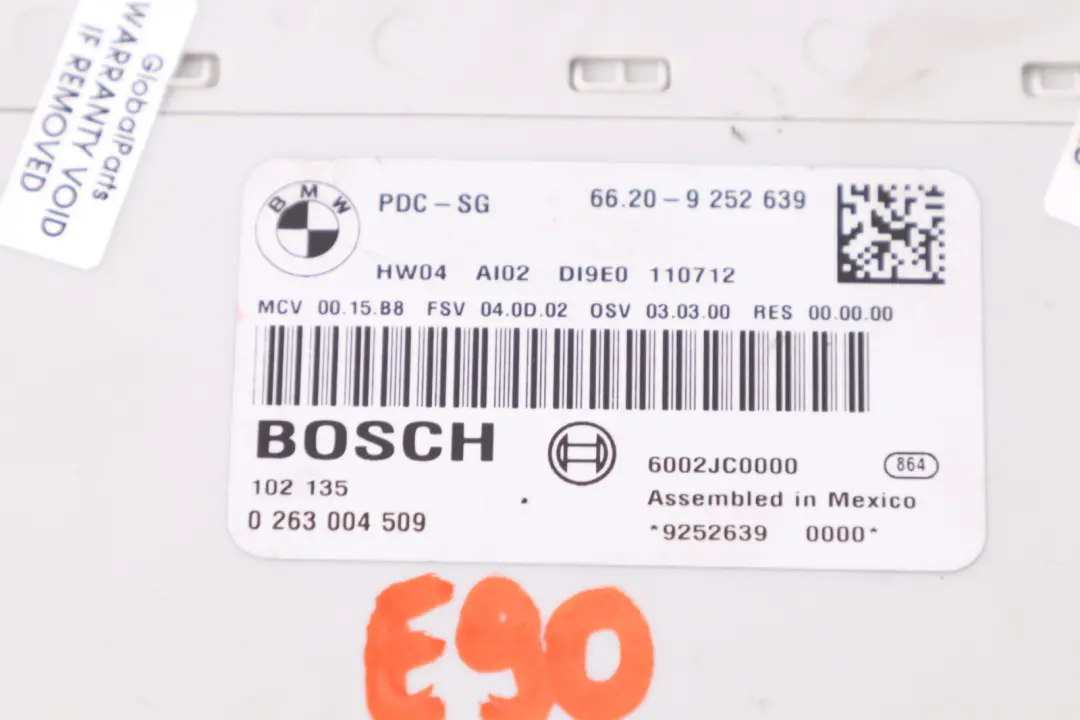 GlobalParts
WARRANTY VOID
IF REMOVED
BMW
PDC-SG 66.20-9 252 639
HW04 AI02 DI9E0 110712
MCV 00.15.B8 FSV 04.0D.02 OSV 03.03.00 RES 00.00.00
BOSCH
102 135
0 263 004 509
6002JC0000 864
Assembled in Mexico
*9252639 0000*
E90